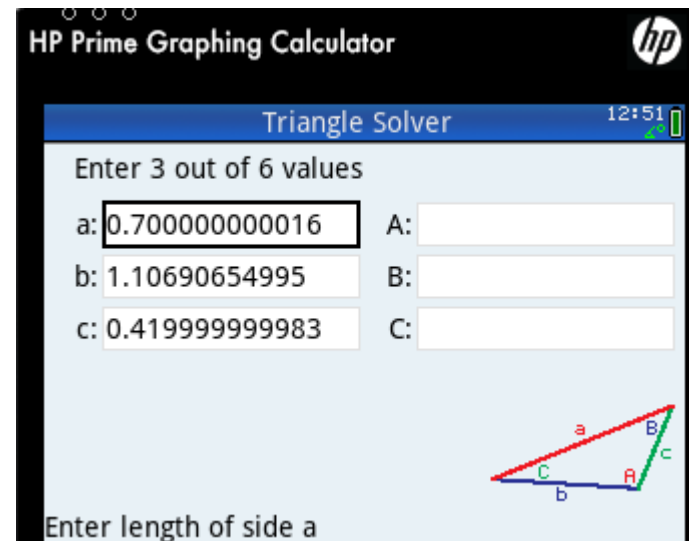 HP Prime Graphing Calculator
hp
Triangle Solver 12:51
Enter 3 out of 6 values
a: 0.700000000016 A:
b: 1.10690654995 B:
c: 0.419999999983 C:
a B
c
C A
b
Enter length of side a